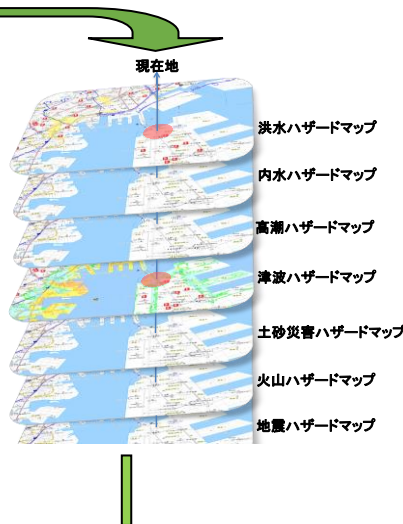 現在地
洪水ハザードマップ
内水ハザードマップ
高潮ハザードマップ
津波ハザードマップ
土砂災害ハザードマップ
火山ハザードマップ
地震ハザードマップ